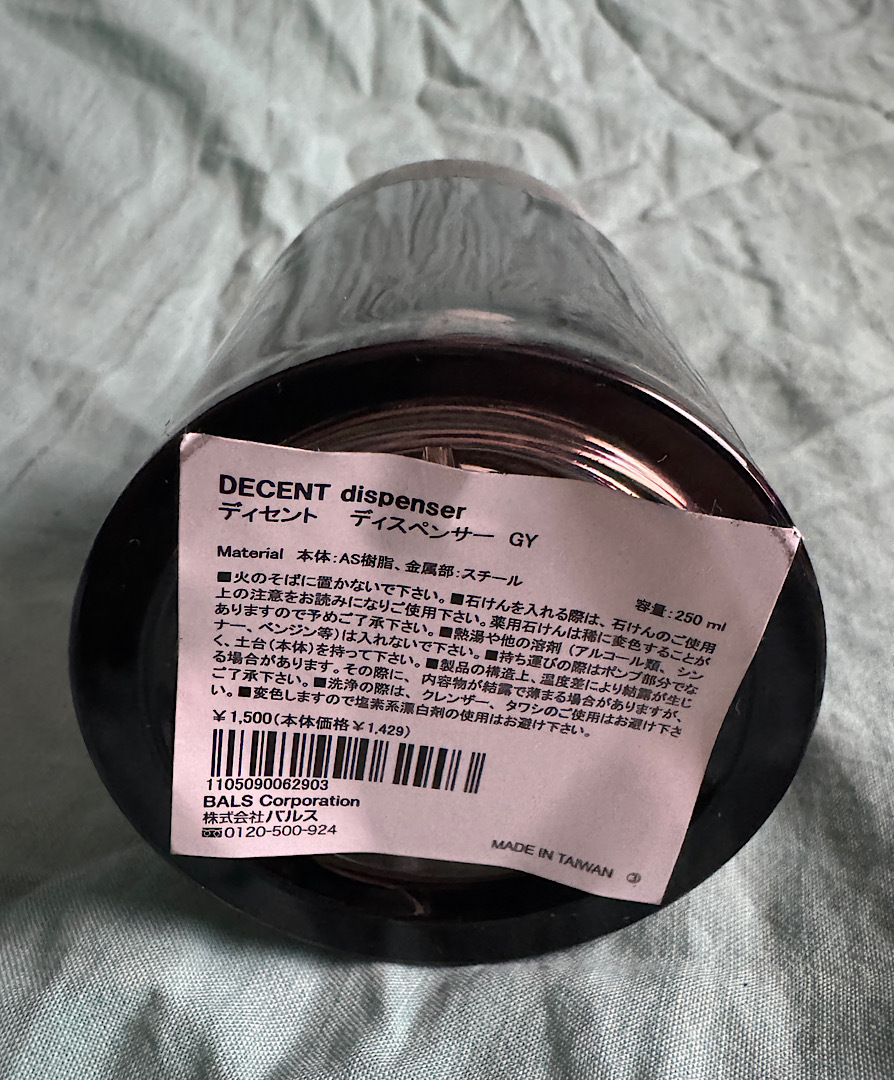 DECENT dispenser
ディセント ディスペンサー GY
Material 本体：AS樹脂、金属部：スチール
容量：250 ml
■火のそばに置かないで下さい。■石けんを入れる際は、石けんのご使用
上の注意をお読みになりご使用下さい。薬用石けんは稀に変色することが
ありますので予めご了承下さい。■熱湯や他の溶剤（アルコール類、シン
ナー、ベンジン等）は入れないで下さい。■持ち運びの際はポンプ部分でな
く、土台（本体）を持って下さい。■製品の構造上、温度差により結露が生じ
る場合があります。その際に、内容物が結露で薄まる場合がありますが、
ご了承下さい。■洗浄の際は、クレンザー、タワシのご使用はお避け下さ
い。■変色しますので塩素系漂白剤の使用はお避け下さい。
￥1,500（本体価格￥1,429）
1105090062903
BALS Corporation
株式会社バルス
0120-500-924
MADE IN TAIWAN ③